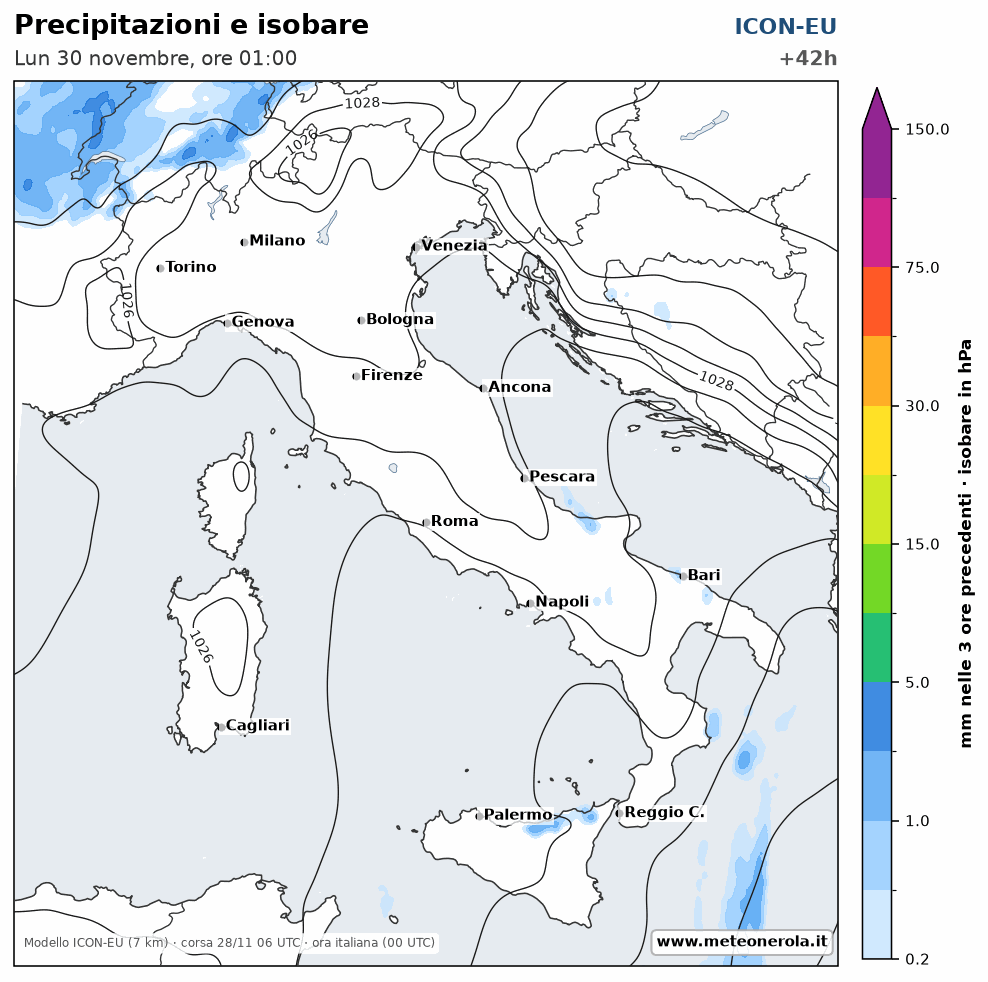 Precipitazioni e isobare
ICON-EU
Lun 30 novembre, ore 01:00
+42h
1028
1026
Milano
Venezia
Torino
1026
Genova
Bologna
Firenze
Ancona
1028
Pescara
Roma
Bari
Napoli
1026
Cagliari
Palermo
Reggio C.
Modello ICON-EU (7 km) · corsa 28/11 06 UTC · ora italiana (00 UTC)
www.meteonerola.it
150.0
75.0
30.0
15.0
5.0
1.0
0.2
mm nelle 3 ore precedenti · isobare in hPa